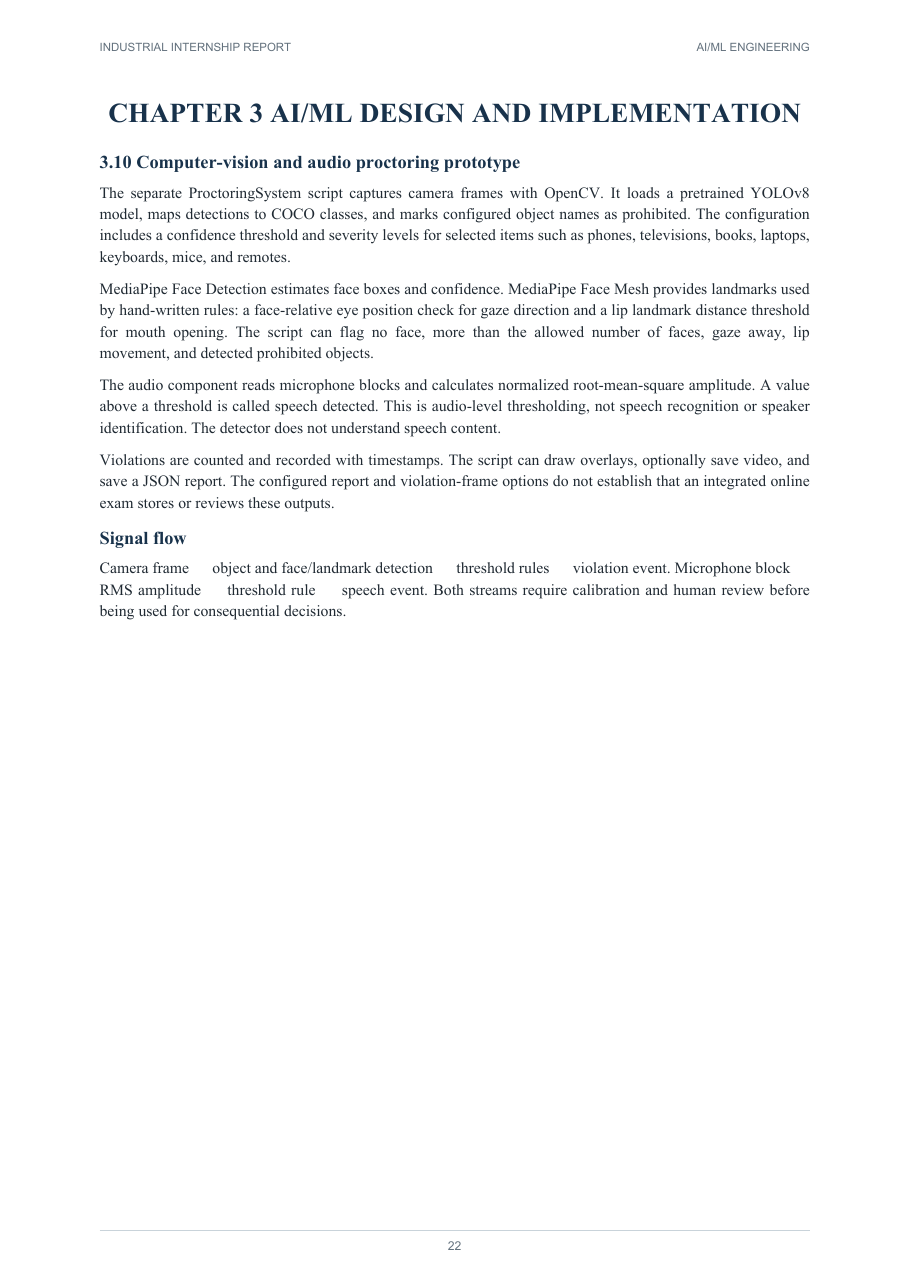 INDUSTRIAL INTERNSHIP REPORT
AI/ML ENGINEERING
CHAPTER 3 AI/ML DESIGN AND IMPLEMENTATION
3.10 Computer-vision and audio proctoring prototype
The separate ProctoringSystem script captures camera frames with OpenCV. It loads a pretrained YOLOv8
model, maps detections to COCO classes, and marks configured object names as prohibited. The configuration
includes a confidence threshold and severity levels for selected items such as phones, televisions, books, laptops,
keyboards, mice, and remotes.
MediaPipe Face Detection estimates face boxes and confidence. MediaPipe Face Mesh provides landmarks used
by hand-written rules: a face-relative eye position check for gaze direction and a lip landmark distance threshold
for mouth opening. The script can flag no face, more than the allowed number of faces, gaze away, lip
movement, and detected prohibited objects.
The audio component reads microphone blocks and calculates normalized root-mean-square amplitude. A value
above a threshold is called speech detected. This is audio-level thresholding, not speech recognition or speaker
identification. The detector does not understand speech content.
Violations are counted and recorded with timestamps. The script can draw overlays, optionally save video, and
save a JSON report. The configured report and violation-frame options do not establish that an integrated online
exam stores or reviews these outputs.
Signal flow
Camera frame object and face/landmark detection threshold rules violation event. Microphone block
RMS amplitude threshold rule speech event. Both streams require calibration and human review before
being used for consequential decisions.
22